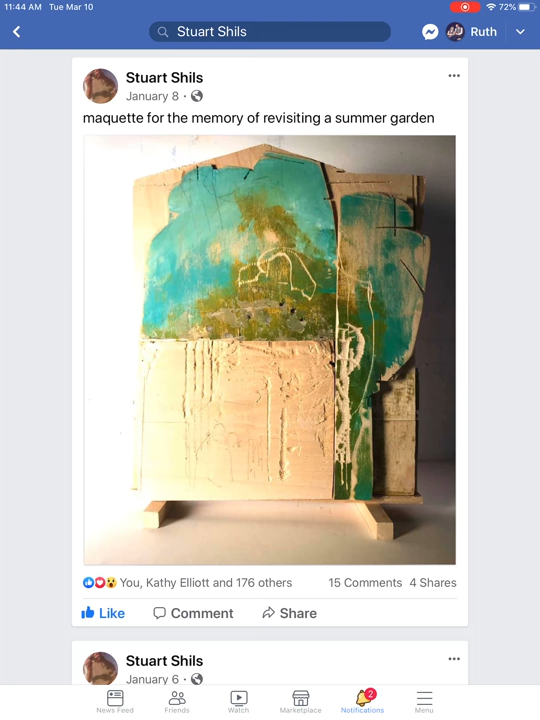 11:44 AM Tue Mar 10
72%
Stuart Shils
Ruth
Stuart Shils
January 8 ·
maquette for the memory of revisiting a summer garden
You, Kathy Elliott and 176 others
15 Comments 4 Shares
Like
Comment
Share
Stuart Shils
January 6 ·
2
News Feed
Friends
Watch
Marketplace
Notifications
Menu